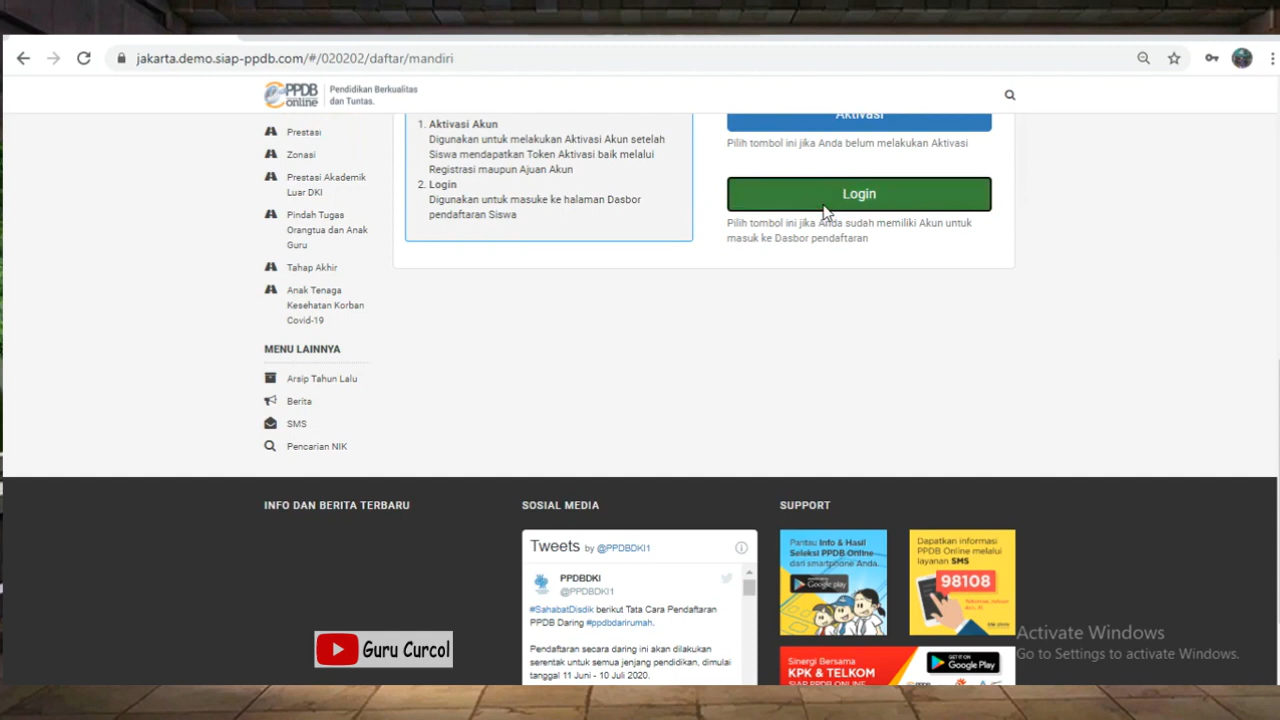 jakarta.demo.siap-ppdb.com/#/020202/daftar/mandiri
PPDB online
Pendidikan Berkualitas
dan Tuntas.
Prestasi
Zonasi
Prestasi Akademik
Luar DKI
Pindah Tugas
Orangtua dan Anak
Guru
Tahap Akhir
Anak Tenaga
Kesehatan Korban
Covid-19
MENU LAINNYA
Arsip Tahun Lalu
Berita
SMS
Pencarian NIK
1. Aktivasi Akun
Digunakan untuk melakukan Aktivasi Akun setelah
Siswa mendapatkan Token Aktivasi baik melalui
Registrasi maupun Ajuan Akun
2. Login
Digunakan untuk masuke ke halaman Dasbor
pendaftaran Siswa
Aktivasi
Pilih tombol ini jika Anda belum melakukan Aktivasi
Login
Pilih tombol ini jika Anda sudah memiliki Akun untuk
masuk ke Dasbor pendaftaran
INFO DAN BERITA TERBARU
SOSIAL MEDIA
Tweets by @PPDBDKI1
PPDBDKI
@PPDBDKI1
#SahabatDisdik berikut Tata Cara Pendaftaran
PPDB Daring #ppdbdarirumah.
Pendaftaran secara daring ini akan dilakukan
serentak untuk semua jenjang pendidikan, dimulai
tanggal 11 Juni - 10 Juli 2020.
SUPPORT
Pantau Info & Hasil
Seleksi PPDB Online
dari smartphone Anda.
Google play
Dapatkan informasi
PPDB Online melalui
layanan SMS
98108
Sinergi Bersama
KPK & TELKOM
SIAP PPDB ONLINE
GET IT ON
Google Play
Guru Curcol
Activate Windows
Go to Settings to activate Windows.